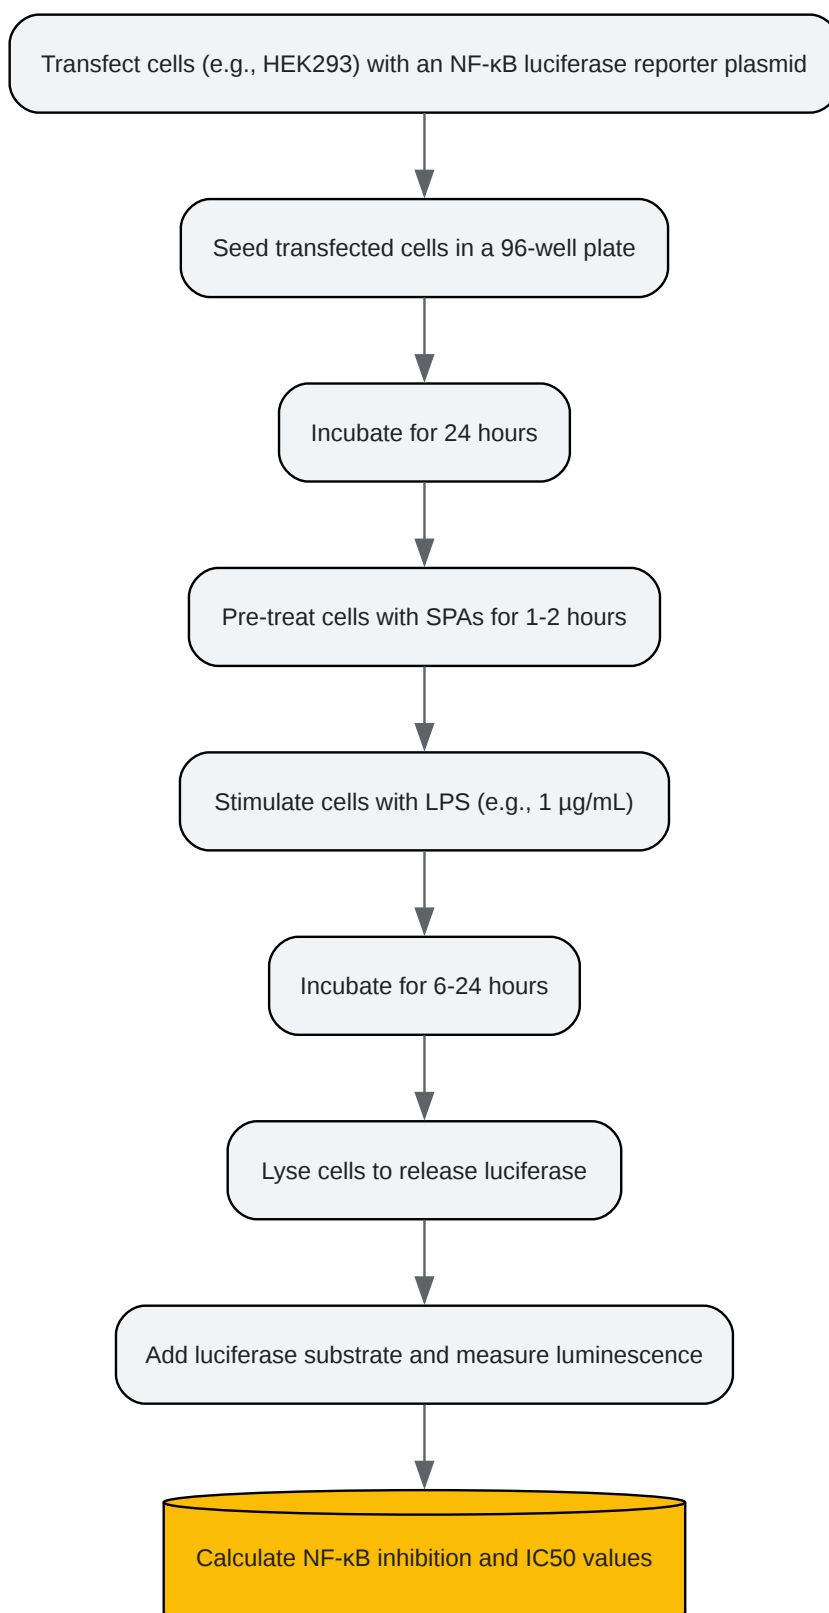 Transfect cells (e.g., HEK293) with an NF-κB luciferase reporter plasmid
Seed transfected cells in a 96-well plate
Incubate for 24 hours
Pre-treat cells with SPAs for 1-2 hours
Stimulate cells with LPS (e.g., 1 µg/mL)
Incubate for 6-24 hours
Lyse cells to release luciferase
Add luciferase substrate and measure luminescence
Calculate NF-κB inhibition and IC50 values